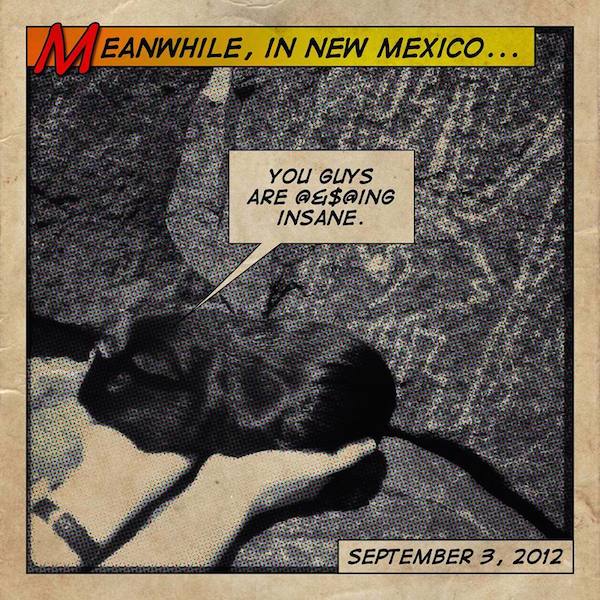 MEANWHILE, IN NEW MEXICO...
YOU GUYS
ARE @&$@ING
INSANE.
SEPTEMBER 3, 2012